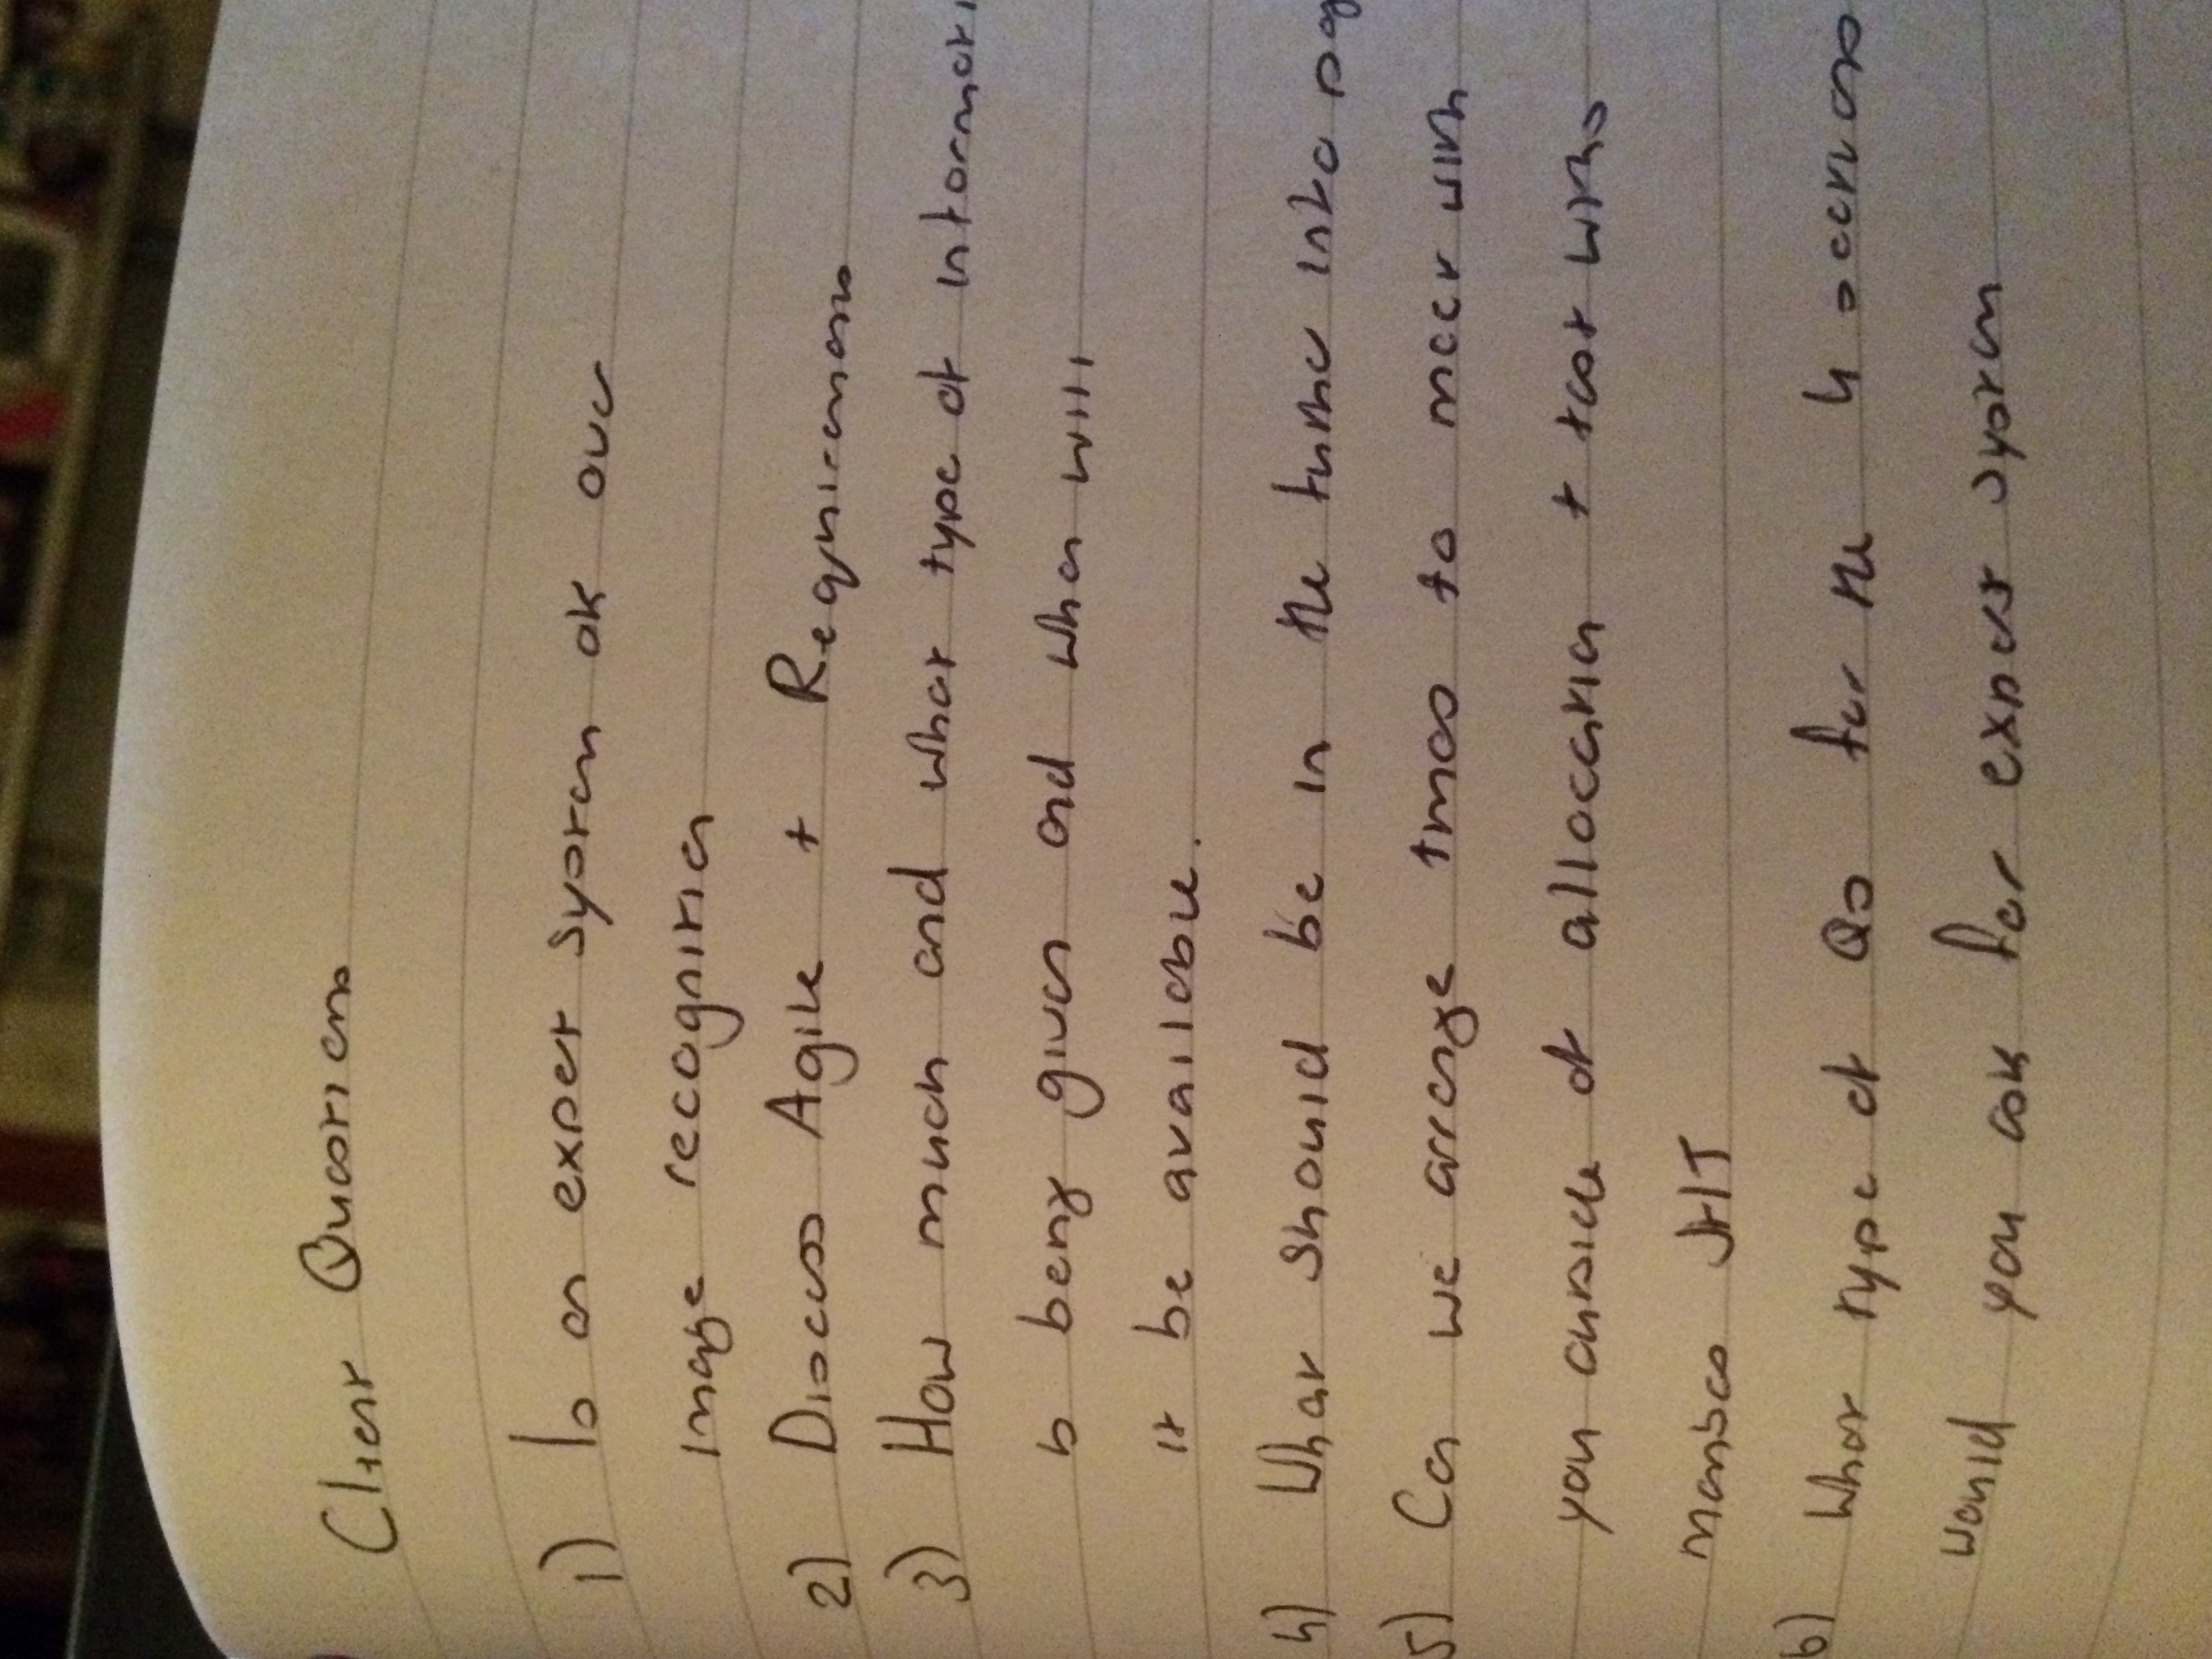 Client Questions
1) Is an expert system ok over
image recognition
2) Discuss Agile + Requirements
3) How much and what type of informati
is being given and when will
it be available.
4) What should be in the further info pag
5) Can we arrange times to meet with
you outside of allocation + test with
members JHIT
6) What type of Qs for the 4 sections
would you ask for expert system